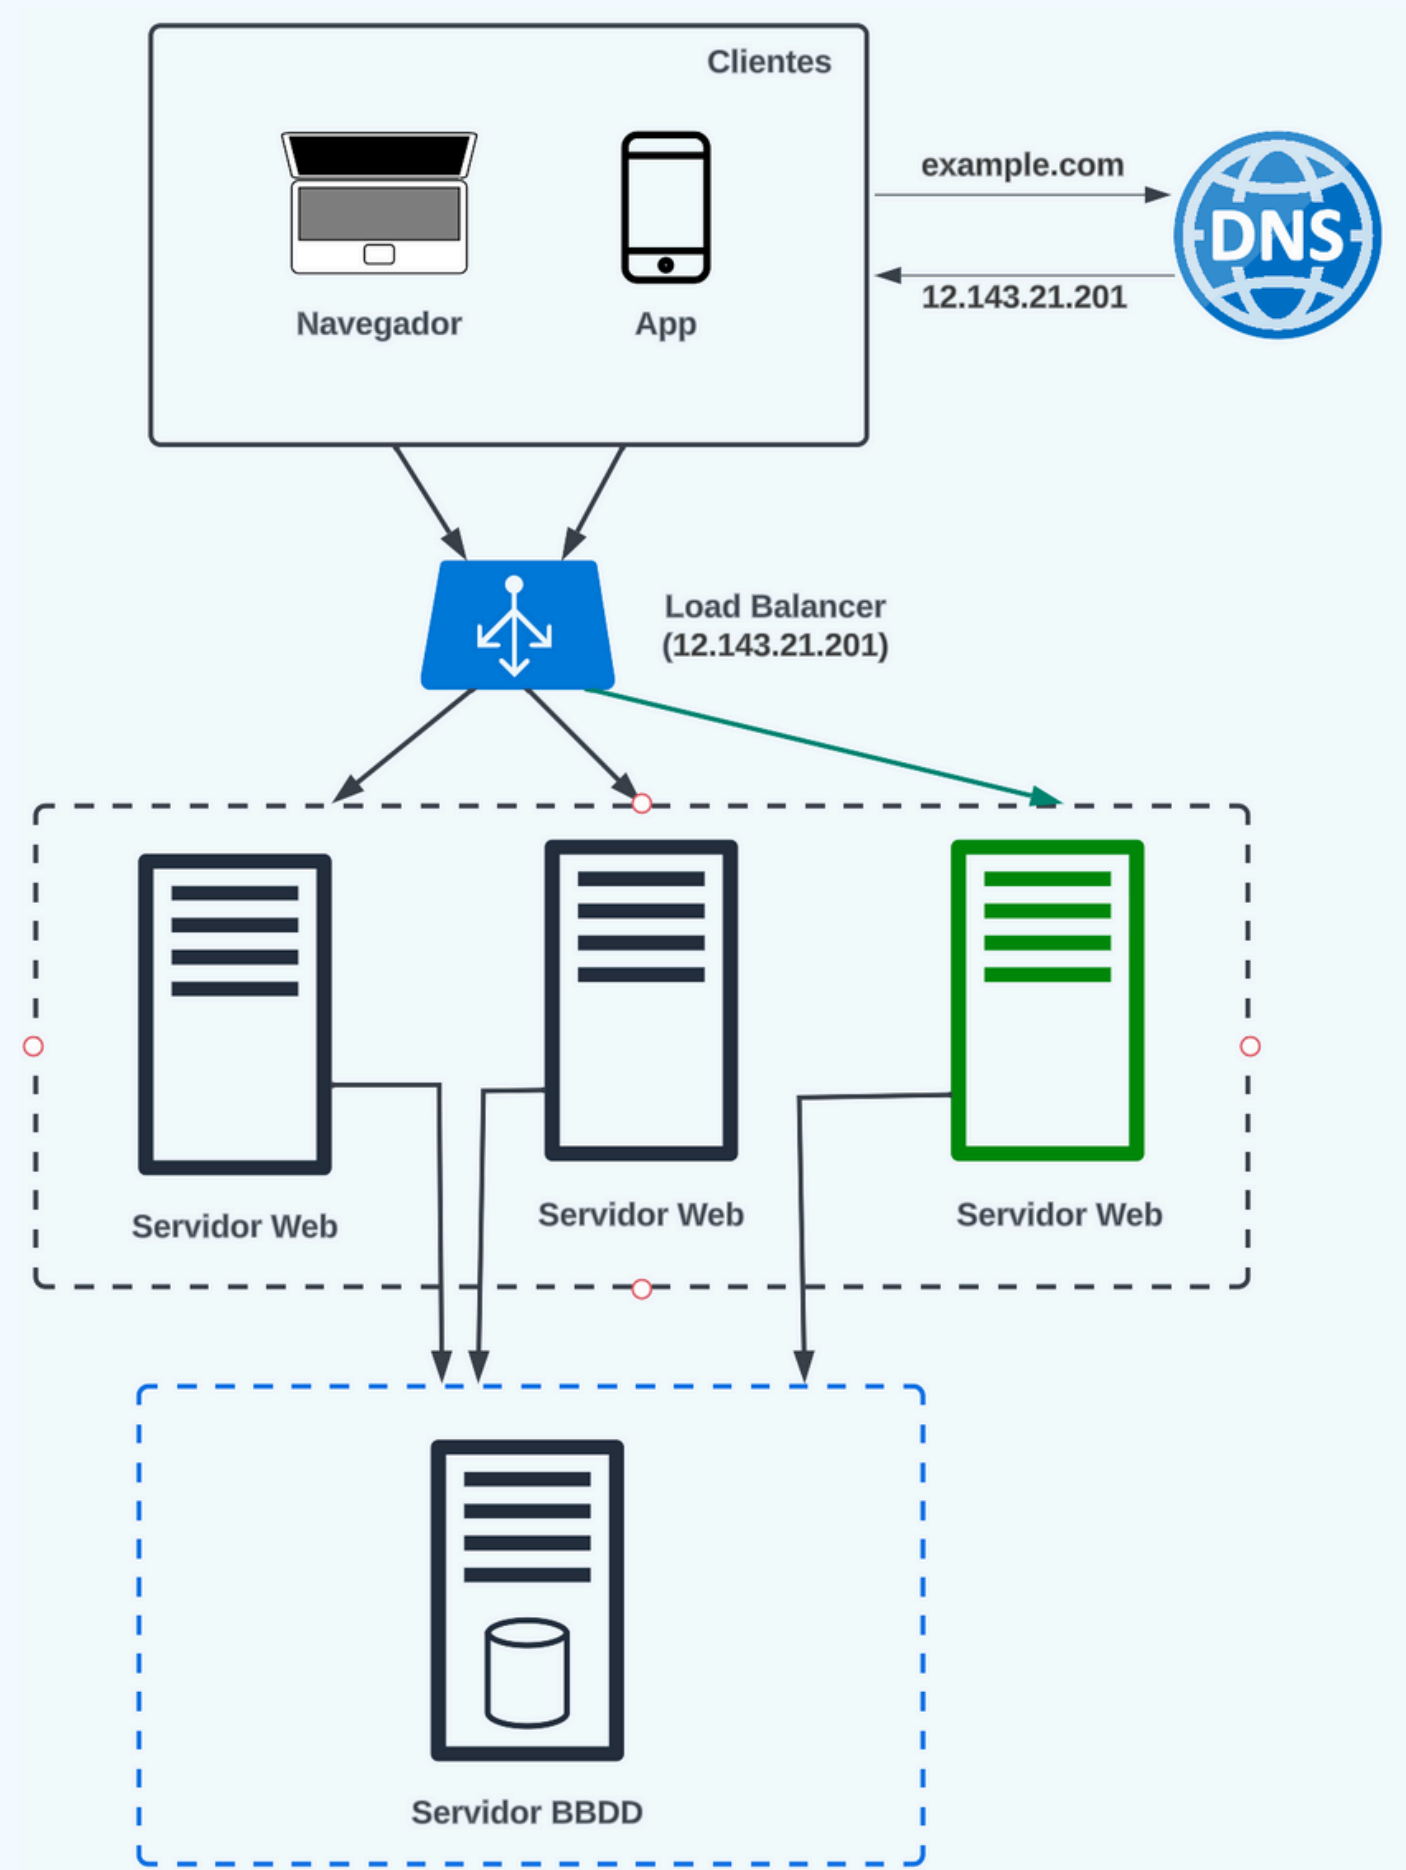 Clientes
Navegador
App
example.com
DNS
12.143.21.201
Load Balancer
(12.143.21.201)
Servidor Web
Servidor Web
Servidor Web
Servidor BBDD